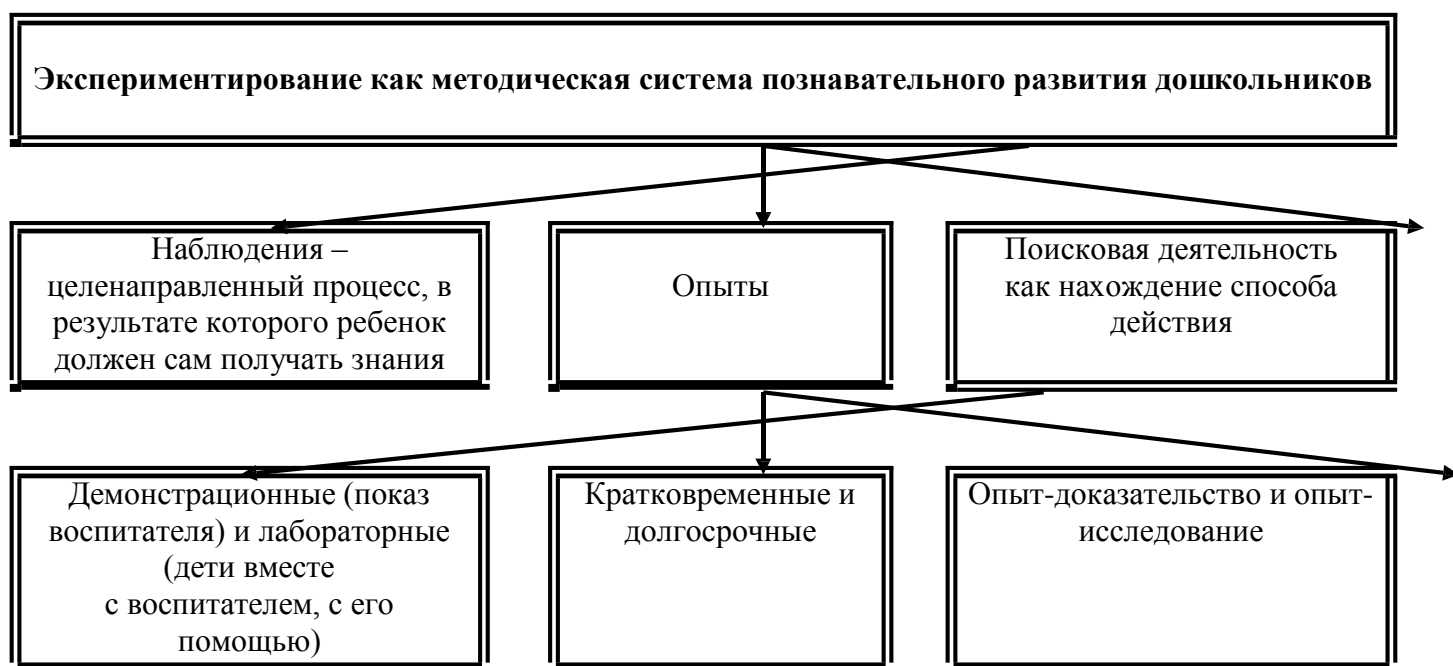 Экспериментирование как методическая система познавательного развития дошкольников
Наблюдения –
целенаправленный процесс, в
результате которого ребенок
должен сам получать знания
Опыты
Поисковая деятельность
как нахождение способа
действия
Демонстрационные (показ
воспитателя) и лабораторные
(дети вместе
с воспитателем, с его
помощью)
Кратковременные и
долгосрочные
Опыт-доказательство и опыт-
исследование